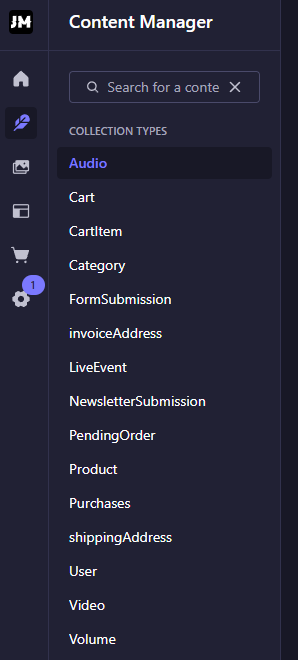 JM
Content Manager
Search for a conte
COLLECTION TYPES
Audio
Cart
CartItem
Category
1
FormSubmission
invoiceAddress
LiveEvent
NewsletterSubmission
PendingOrder
Product
Purchases
shippingAddress
User
Video
Volume